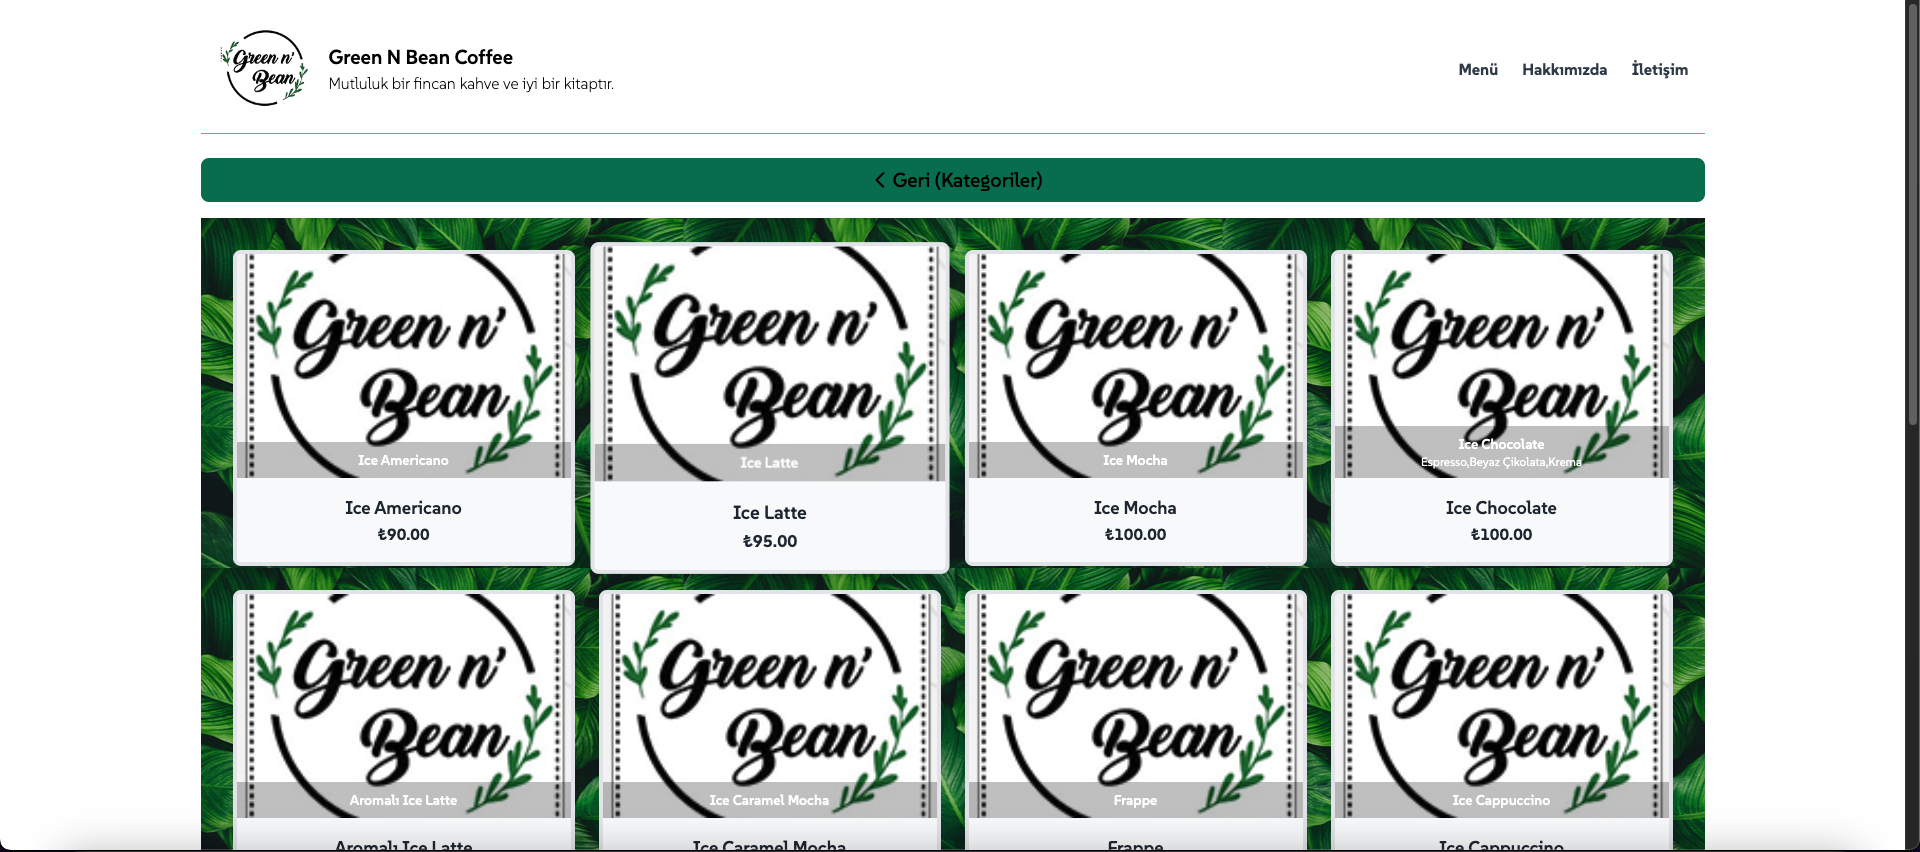 Green n'
Bean
Green N Bean Coffee
Mutluluk bir fincan kahve ve iyi bir kitaptır.
Menü Hakkımızda İletişim
Geri (Kategoriler)
Green n'
Bean
Ice Americano
Ice Americano
₺90.00
Green n'
Bean
Ice Latte
Ice Latte
₺95.00
Green n'
Bean
Ice Mocha
Ice Mocha
₺100.00
Green n'
Bean
Ice Chocolate
Espresso,Beyaz Çikolata,Krema
Ice Chocolate
₺100.00
Green n'
Bean
Aromalı Ice Latte
Aromalı Ice Latte
Green n'
Bean
Ice Caramel Mocha
Ice Caramel Mocha
Green n'
Bean
Frappe
Frappe
Green n'
Bean
Ice Cappuccino
Ice Cappuccino